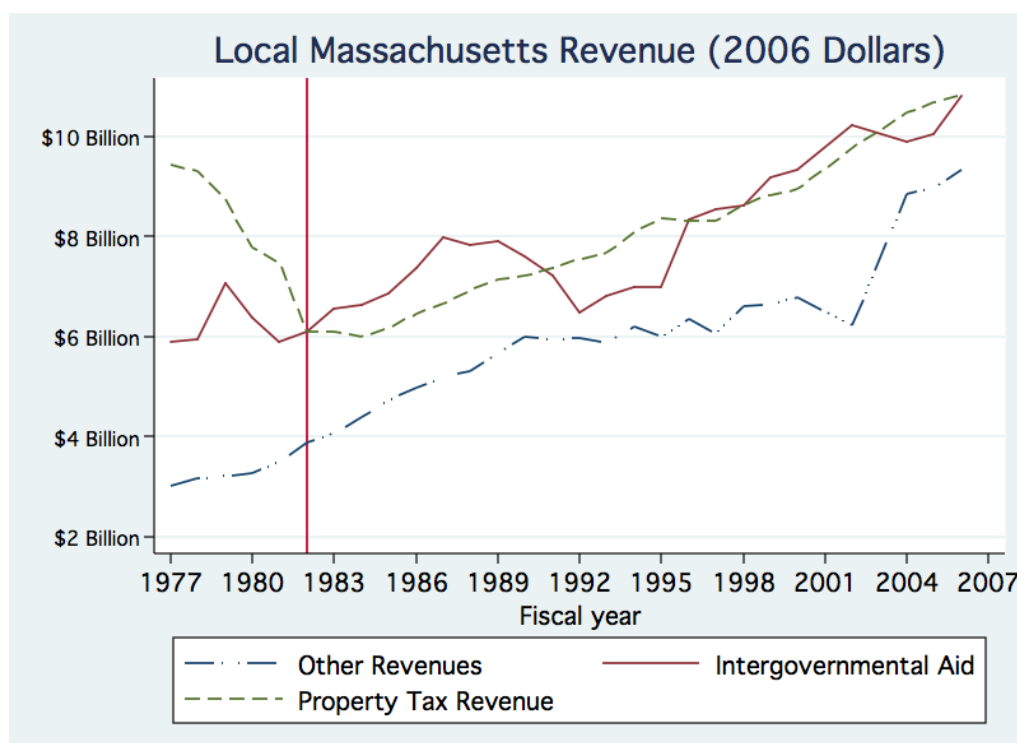 Local Massachusetts Revenue (2006 Dollars)
$10 Billion
$8 Billion
$6 Billion
$4 Billion
$2 Billion
1977 1980 1983 1986 1989 1992 1995 1998 2001 2004 2007
Fiscal year
Other Revenues Intergovernmental Aid
Property Tax Revenue